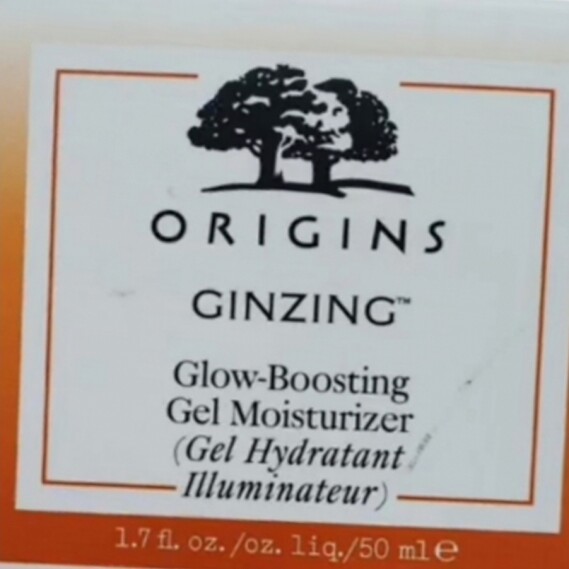 ORIGINS
GINZING™
Glow-Boosting
Gel Moisturizer
(Gel Hydratant
Illuminateur)
1.7 fl. oz./oz. liq./50 ml ℮